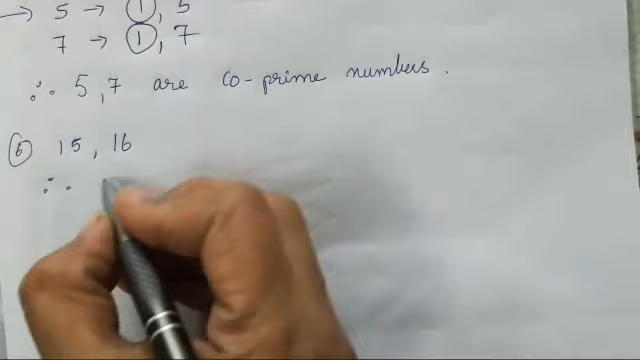 → 5 → 1, 5
7 → 1, 7
∴ 5, 7 are co-prime numbers.
6 15, 16
∴